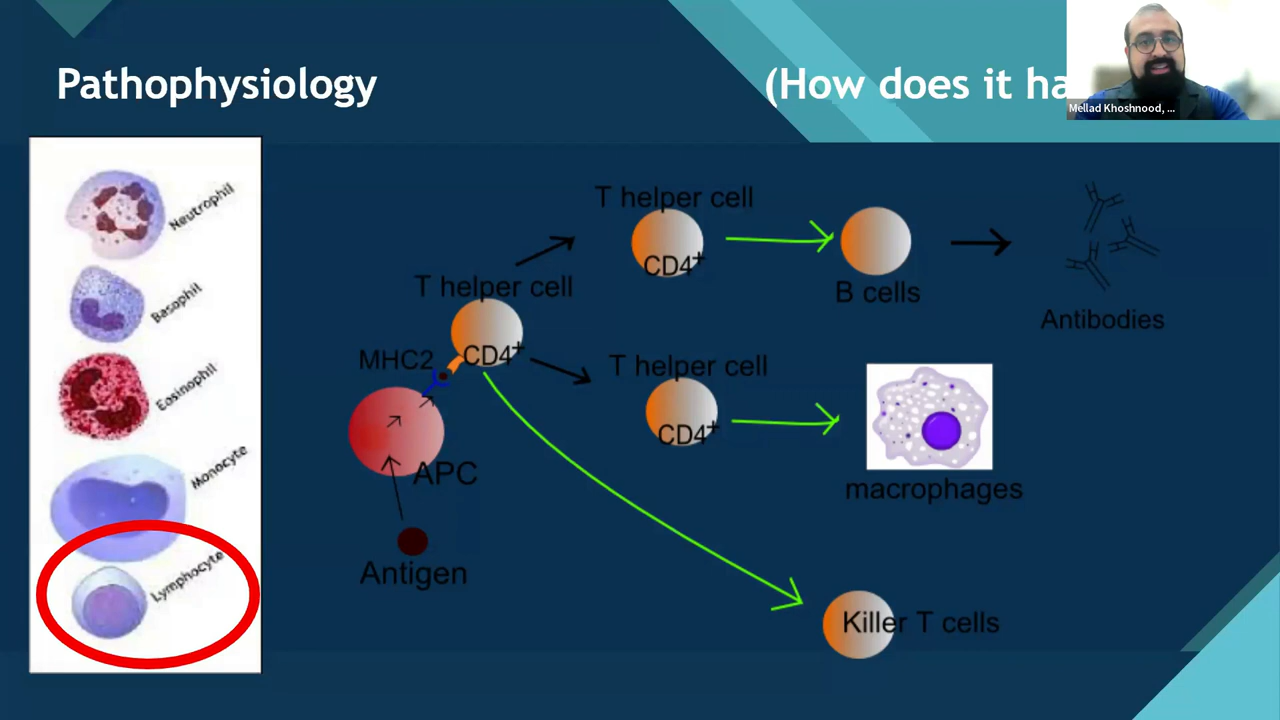 Pathophysiology
(How does it ha
Mellad Khoshnood, ...
Neutrophil
Basophil
Eosinophil
Monocyte
Lymphocyte
T helper cell
CD4+
B cells
Antibodies
T helper cell
CD4+
MHC2
APC
Antigen
T helper cell
CD4+
macrophages
Killer T cells